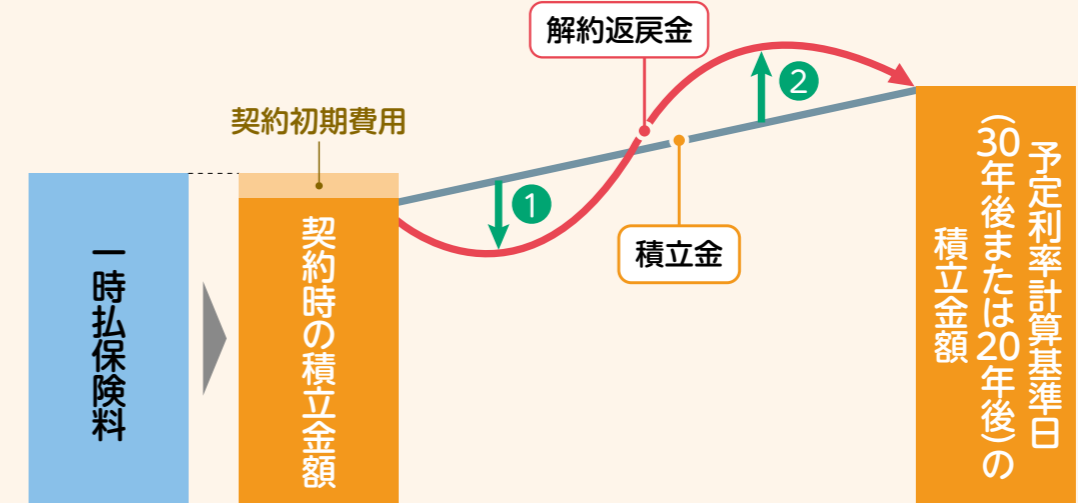 解約返戻金
契約初期費用
一時払保険料
契約時の積立金額
1
2
積立金
予定利率計算基準日
(30年後または20年後)の
積立金額